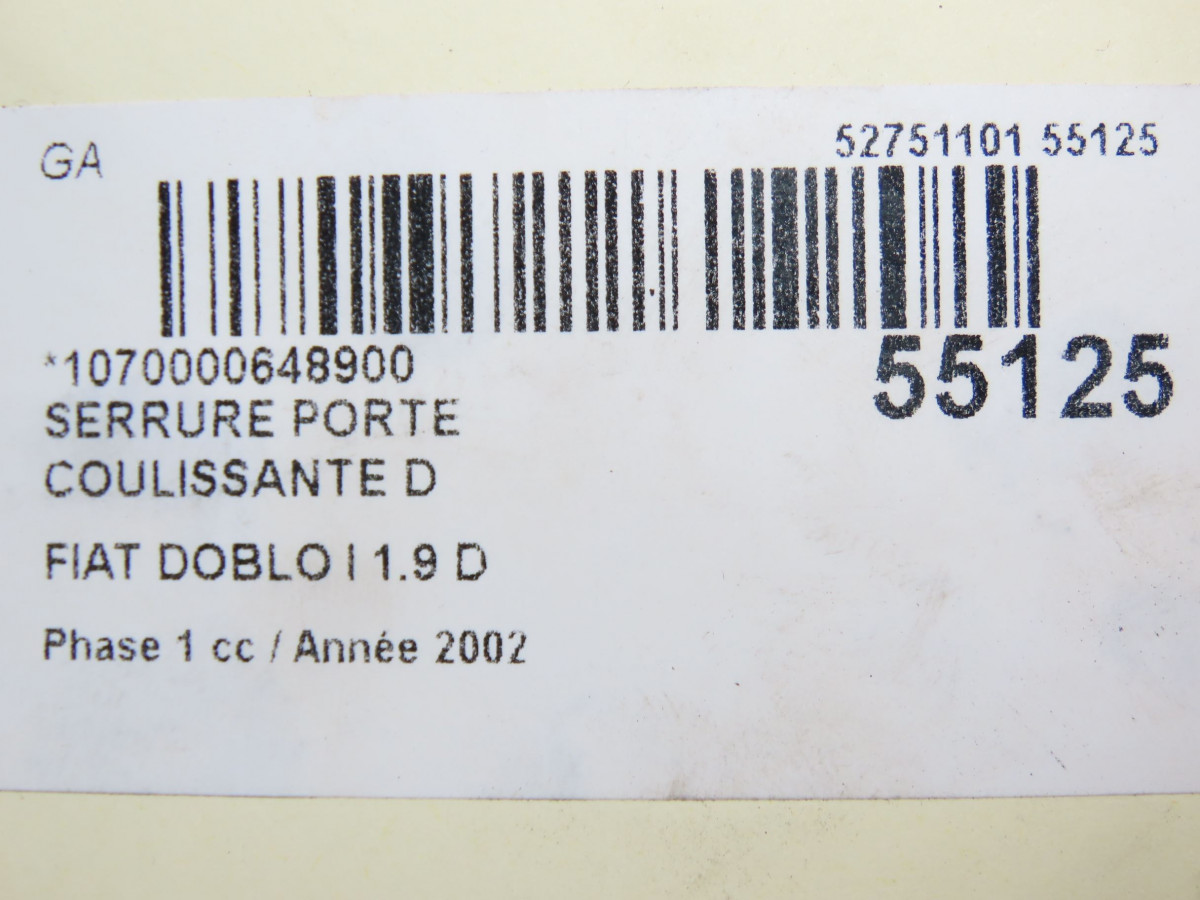 GA
52751101 55125
*1070000648900
55125
SERRURE PORTE
COULISSANTE D
FIAT DOBLO I 1.9 D
Phase 1 cc / Année 2002